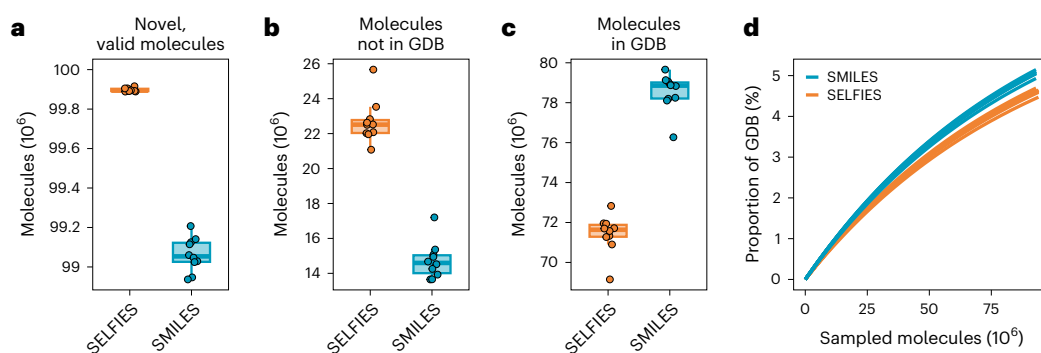 a
Novel,
valid molecules
Molecules (10⁶)
100
99.8
99.6
99.4
99.2
99
SELFIES
SMILES
b
Molecules
not in GDB
Molecules (10⁶)
26
24
22
20
18
16
14
SELFIES
SMILES
c
Molecules
in GDB
Molecules (10⁶)
80
78
76
74
72
70
SELFIES
SMILES
d
SMILES
SELFIES
Proportion of GDB (%)
5
4
3
2
1
0
0
25
50
75
Sampled molecules (10⁶)